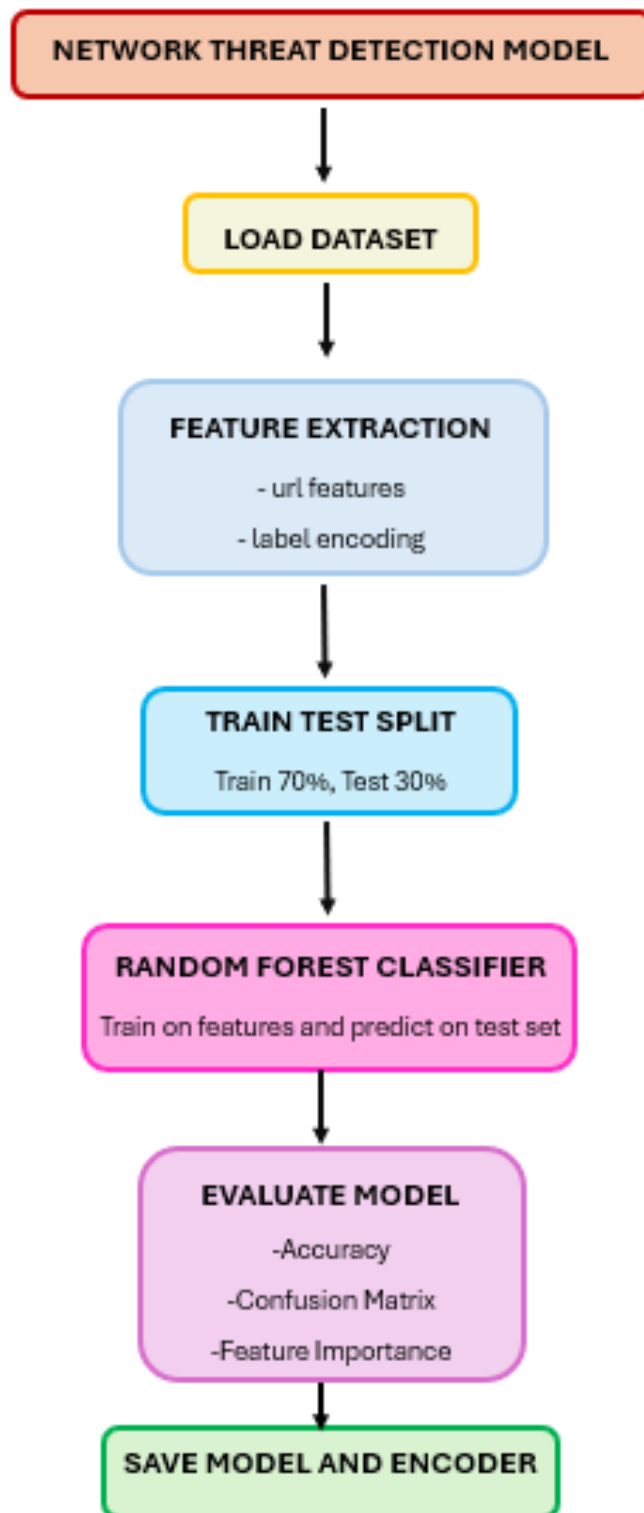 NETWORK THREAT DETECTION MODEL
LOAD DATASET
FEATURE EXTRACTION
- url features
- label encoding
TRAIN TEST SPLIT
Train 70%, Test 30%
RANDOM FOREST CLASSIFIER
Train on features and predict on test set
EVALUATE MODEL
-Accuracy
-Confusion Matrix
-Feature Importance
SAVE MODEL AND ENCODER